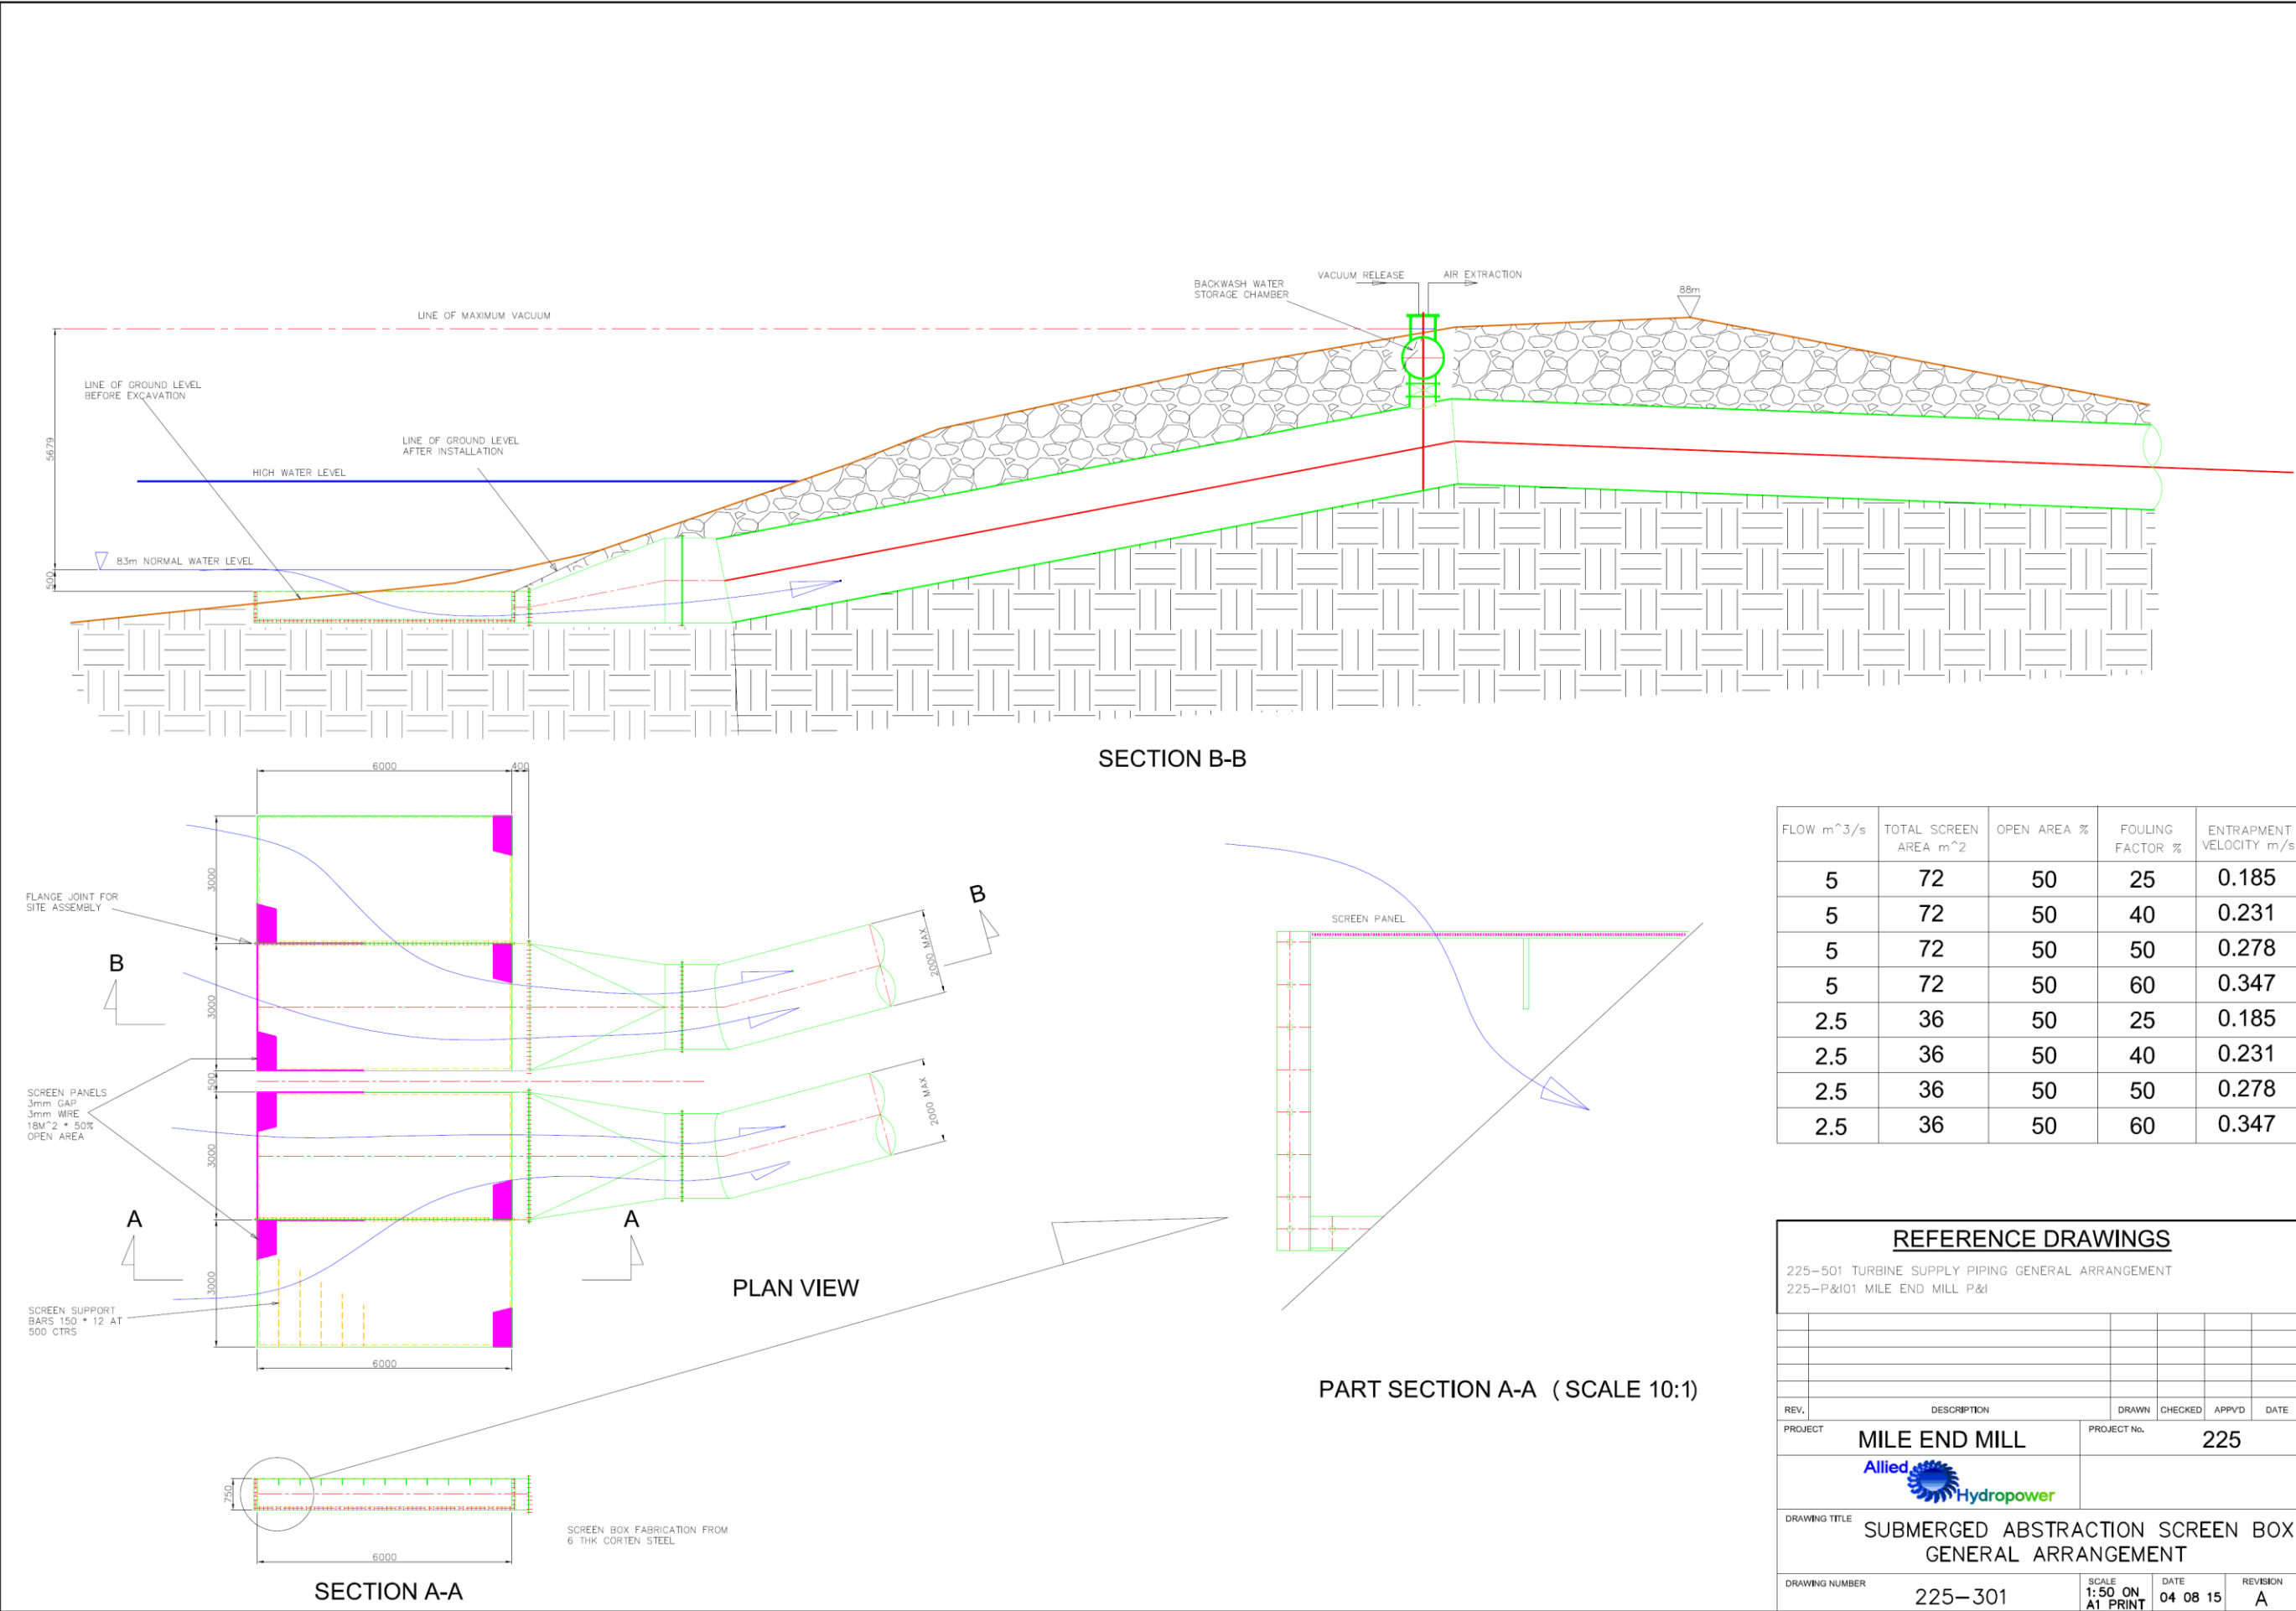 BACKWASH WATER
STORAGE CHAMBER
VACUUM RELEASE
AIR EXTRACTION
88m
LINE OF MAXIMUM VACUUM
LINE OF GROUND LEVEL
BEFORE EXCAVATION
LINE OF GROUND LEVEL
AFTER INSTALLATION
5679
HIGH WATER LEVEL
83m NORMAL WATER LEVEL
500
SECTION B-B
6000
400
3000
FLANGE JOINT FOR
SITE ASSEMBLY
B
B
2000 MAX
3000
500
SCREEN PANELS
3mm GAP
3mm WIRE
18M^2 * 50%
OPEN AREA
2000 MAX
3000
A
A
3000
SCREEN SUPPORT
BARS 150 * 12 AT
500 CTRS
PLAN VIEW
6000
750
6000
SCREEN BOX FABRICATION FROM
6 THK CORTEN STEEL
SECTION A-A
SCREEN PANEL
PART SECTION A-A ( SCALE 10:1)
FLOW m^3/s TOTAL SCREEN AREA m^2 OPEN AREA % FOULING FACTOR % ENTRAPMENT VELOCITY m/s
5 72 50 25 0.185
5 72 50 40 0.231
5 72 50 50 0.278
5 72 50 60 0.347
2.5 36 50 25 0.185
2.5 36 50 40 0.231
2.5 36 50 50 0.278
2.5 36 50 60 0.347
REFERENCE DRAWINGS
225-501 TURBINE SUPPLY PIPING GENERAL ARRANGEMENT
225-P&I01 MILE END MILL P&I
REV. DESCRIPTION DRAWN CHECKED APPV'D DATE
PROJECT MILE END MILL PROJECT No. 225
Allied
Hydropower
DRAWING TITLE SUBMERGED ABSTRACTION SCREEN BOX
GENERAL ARRANGEMENT
DRAWING NUMBER 225-301
SCALE
1:50 ON
A1 PRINT
DATE
04 08 15
REVISION
A